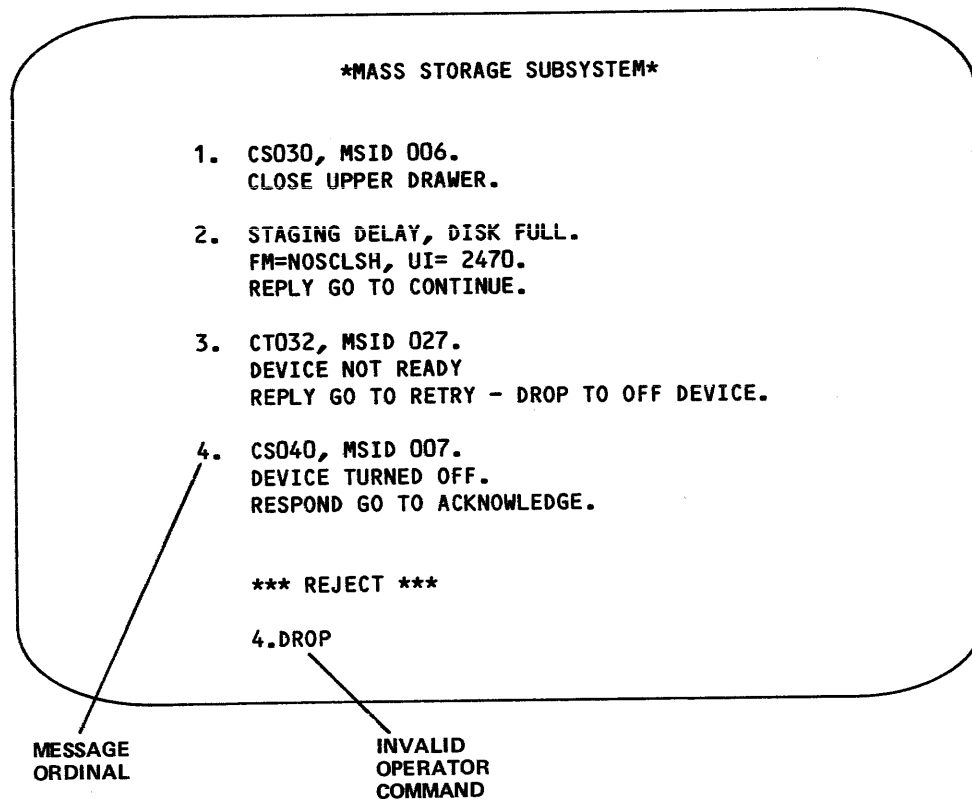 *MASS STORAGE SUBSYSTEM*
1. CS030, MSID 006.
CLOSE UPPER DRAWER.
2. STAGING DELAY, DISK FULL.
FM=NOSCLSH, UI= 2470.
REPLY GO TO CONTINUE.
3. CT032, MSID 027.
DEVICE NOT READY
REPLY GO TO RETRY - DROP TO OFF DEVICE.
4. CS040, MSID 007.
DEVICE TURNED OFF.
RESPOND GO TO ACKNOWLEDGE.
*** REJECT ***
4.DROP
MESSAGE
ORDINAL
INVALID
OPERATOR
COMMAND